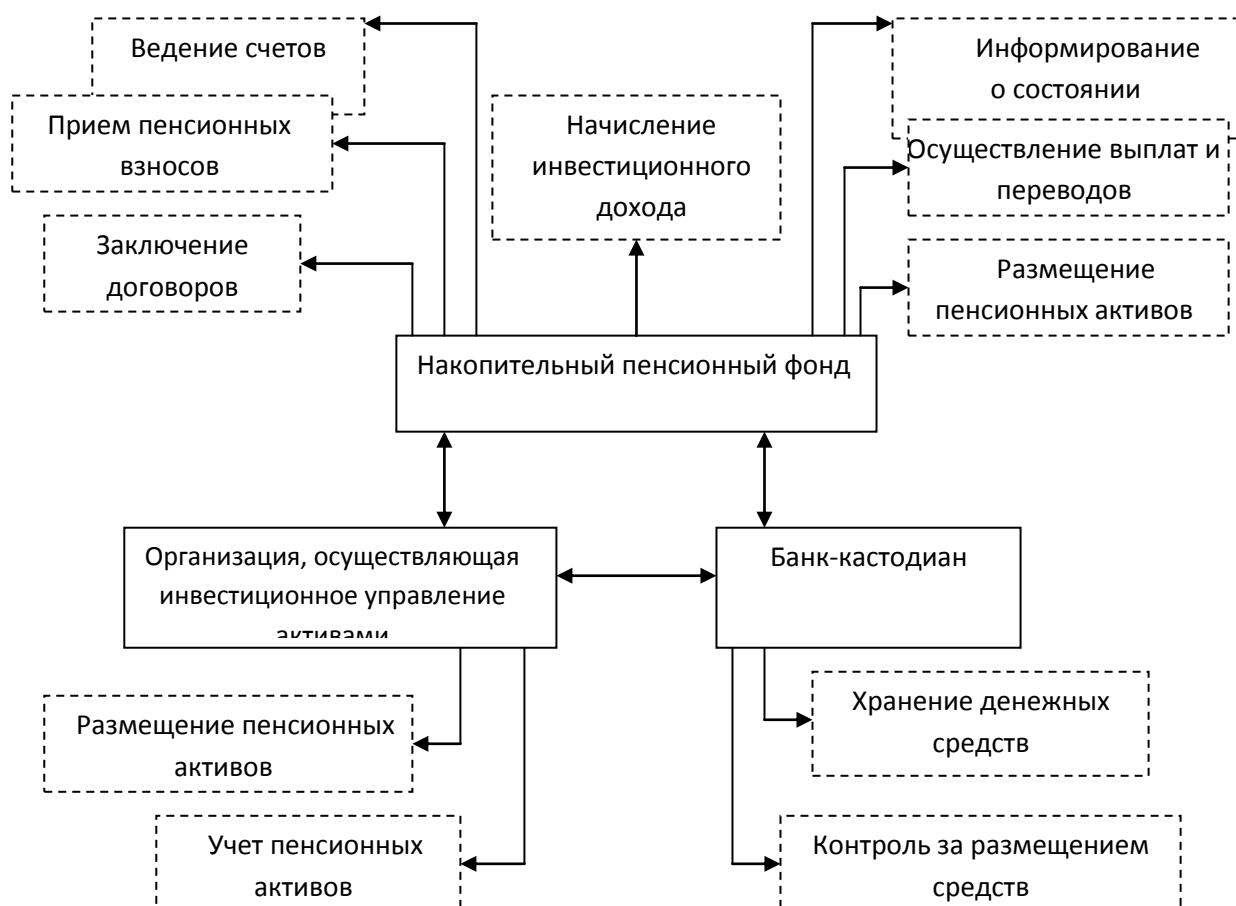 Ведение счетов
Информирование
о состоянии
Прием пенсионных
взносов
Начисление
инвестиционного
дохода
Осуществление выплат и
переводов
Заключение
договоров
Размещение
пенсионных активов
Накопительный пенсионный фонд
Организация, осуществляющая
инвестиционное управление
активами
Банк-кастодиан
Размещение пенсионных
активов
Хранение денежных
средств
Учет пенсионных
активов
Контроль за размещением
средств